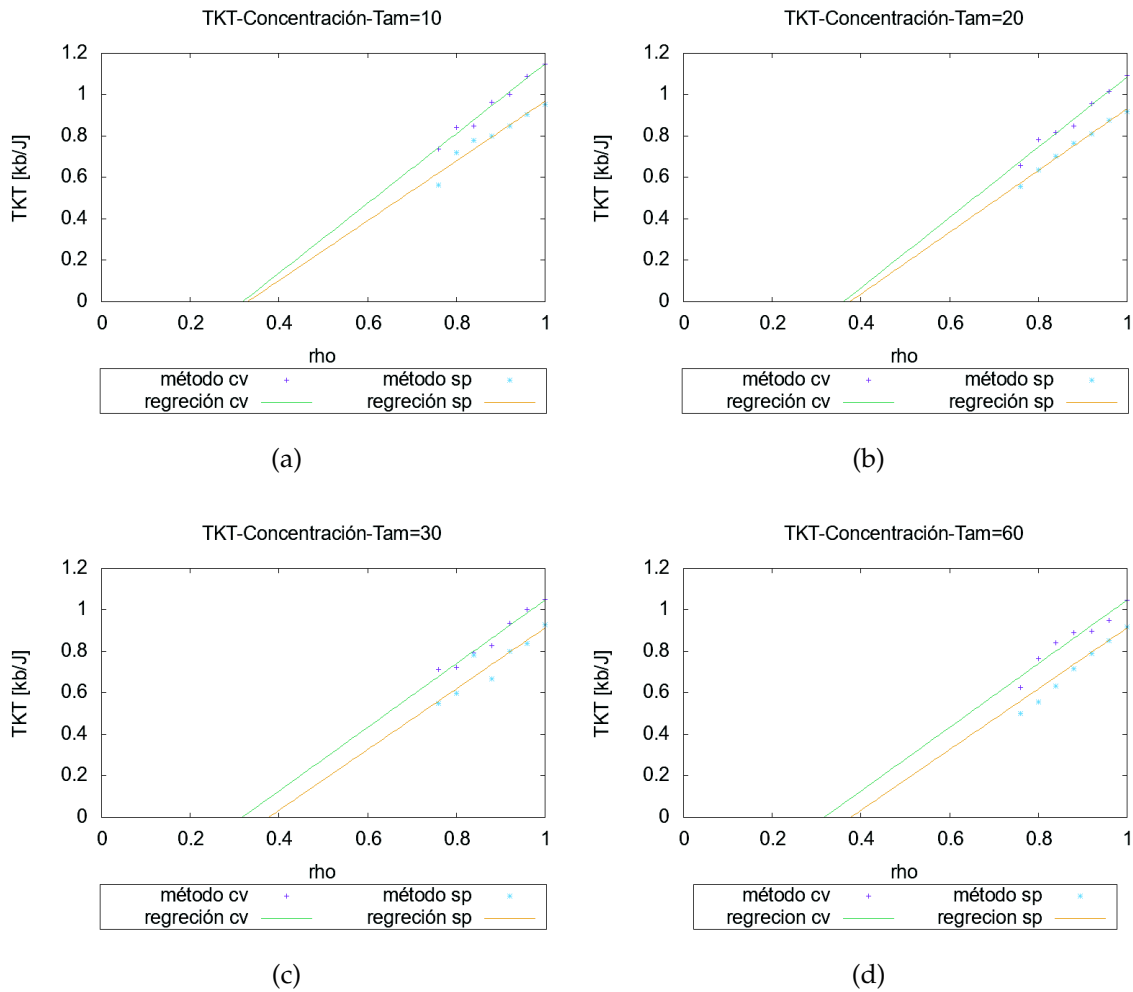 TKT-Concentración-Tam=10
1.2
1
0.8
0.6
0.4
0.2
0
TKT [kb/J]
0 0.2 0.4 0.6 0.8 1
rho
método cv método sp
regreción cv regreción sp
(a)
TKT-Concentración-Tam=20
1.2
1
0.8
0.6
0.4
0.2
0
TKT [kb/J]
0 0.2 0.4 0.6 0.8 1
rho
método cv método sp
regreción cv regreción sp
(b)
TKT-Concentración-Tam=30
1.2
1
0.8
0.6
0.4
0.2
0
TKT [kb/J]
0 0.2 0.4 0.6 0.8 1
rho
método cv método sp
regreción cv regreción sp
(c)
TKT-Concentración-Tam=60
1.2
1
0.8
0.6
0.4
0.2
0
TKT [kb/J]
0 0.2 0.4 0.6 0.8 1
rho
método cv método sp
regrecion cv regrecion sp
(d)